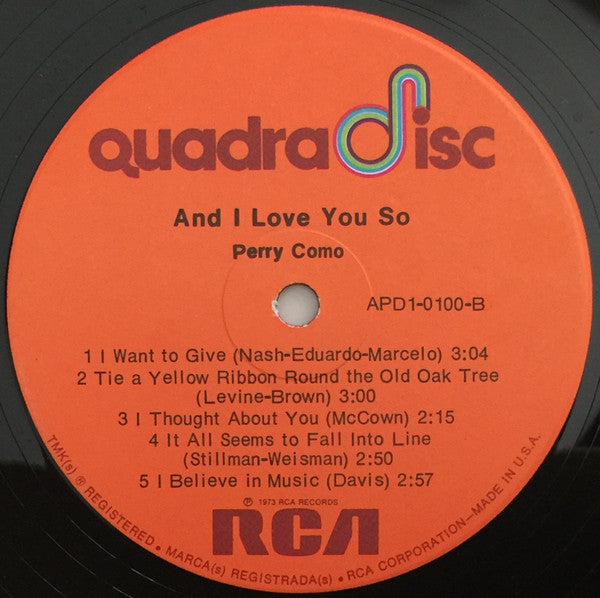 quadradisc
And I Love You So
Perry Como
APD1-0100-B
1 I Want to Give (Nash-Eduardo-Marcelo) 3:04
2 Tie a Yellow Ribbon Round the Old Oak Tree
(Levine-Brown) 3:00
3 I Thought About You (McCown) 2:15
4 It All Seems to Fall Into Line
(Stillman-Weisman) 2:50
5 I Believe in Music (Davis) 2:57
℗ 1973 RCA RECORDS
RCA
TMK(s) ® REGISTERED • MARCA(s) REGISTRADA(s) • RCA CORPORATION—MADE IN U.S.A.